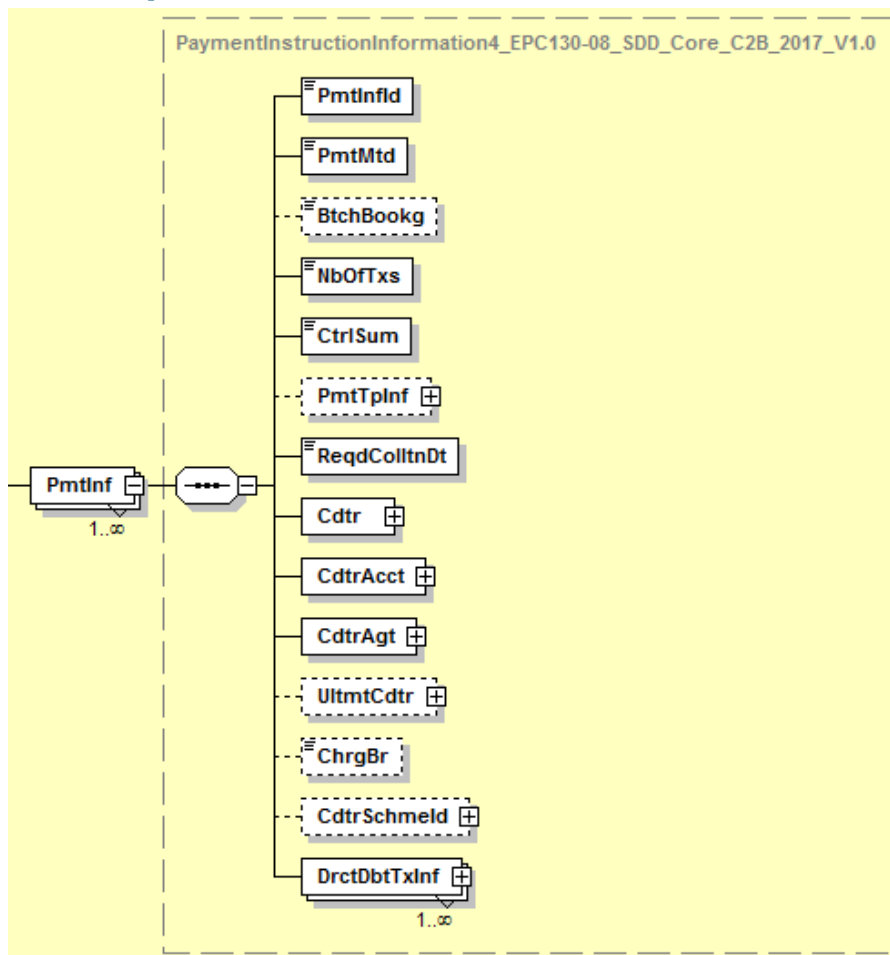 PaymentInstructionInformation4_EPC130-08_SDD_Core_C2B_2017_V1.0
PmtInfId
PmtMtd
BtchBookg
NbOfTxs
CtrlSum
PmtTpInf
ReqdColltnDt
PmtInf
1..∞
Cdtr
CdtrAcct
CdtrAgt
UltmtCdtr
ChrgBr
CdtrSchmeId
DrctDbtTxInf
1..∞